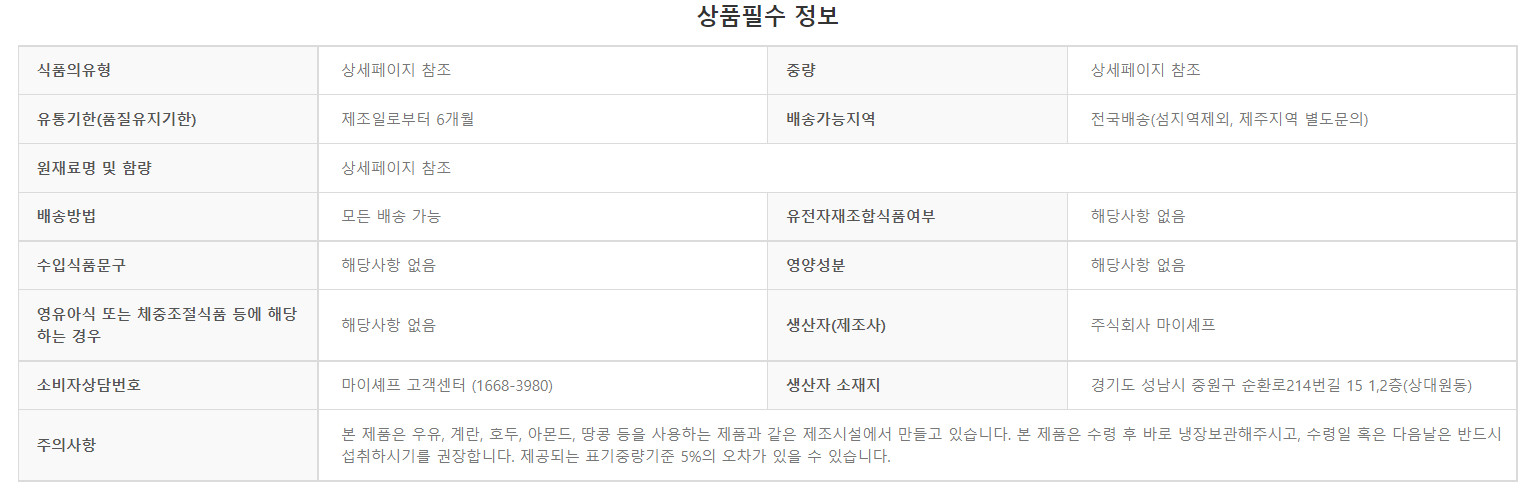 상품필수 정보
식품의유형 상세페이지 참조 중량 상세페이지 참조
유통기한(품질유지기한) 제조일로부터 6개월 배송가능지역 전국배송(섬지역제외, 제주지역 별도문의)
원재료명 및 함량 상세페이지 참조
배송방법 모든 배송 가능 유전자재조합식품여부 해당사항 없음
수입식품문구 해당사항 없음 영양성분 해당사항 없음
영유아식 또는 체중조절식품 등에 해당
하는 경우 해당사항 없음 생산자(제조사) 주식회사 마이셰프
소비자상담번호 마이셰프 고객센터 (1668-3980) 생산자 소재지 경기도 성남시 중원구 순환로214번길 15 1,2층(상대원동)
주의사항 본 제품은 우유, 계란, 호두, 아몬드, 땅콩 등을 사용하는 제품과 같은 제조시설에서 만들고 있습니다. 본 제품은 수령 후 바로 냉장보관해주시고, 수령일 혹은 다음날은 반드시
섭취하시기를 권장합니다. 제공되는 표기중량기준 5%의 오차가 있을 수 있습니다.